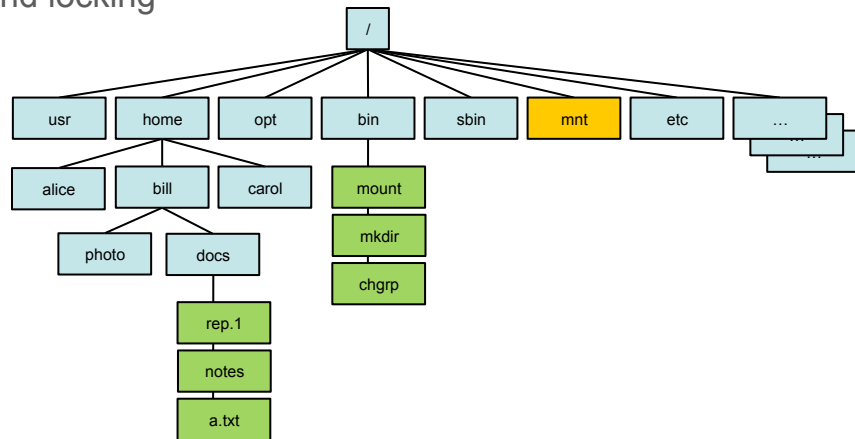 nd locking
/
usr home opt bin sbin mnt etc ...
...
...
alice bill carol mount
mkdir
photo docs
chgrp
rep.1
notes
a.txt